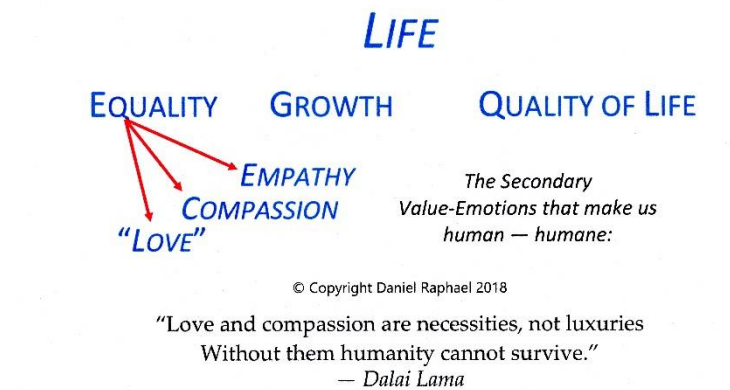 LIFE
EQUALITY GROWTH QUALITY OF LIFE
EMPATHY
COMPASSION
“LOVE”
The Secondary
Value-Emotions that make us
human — humane:
© Copyright Daniel Raphael 2018
“Love and compassion are necessities, not luxuries
Without them humanity cannot survive.”
— Dalai Lama